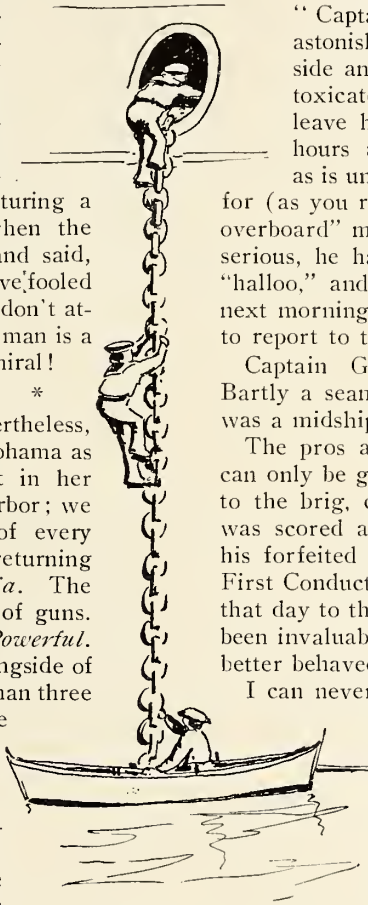 turing a
hen the
and said,
ve fooled
don't at-
man is a
miral!
*
rtheless,
ohama as
t in her
rbor; we
of every
returning
a. The
of guns.
Powerful.
ngside of
han three
e
"Capta
astonish
side an
toxicate
leave h
hours a
as is un
for (as you r
overboard" m
serious, he ha
"halloo," and
next morning
to report to t
Captain G
Bartly a sean
was a midship
The pros a
can only be g
to the brig, c
was scored a
his forfeited
First Conduct
that day to th
been invaluab
better behaved
I can never